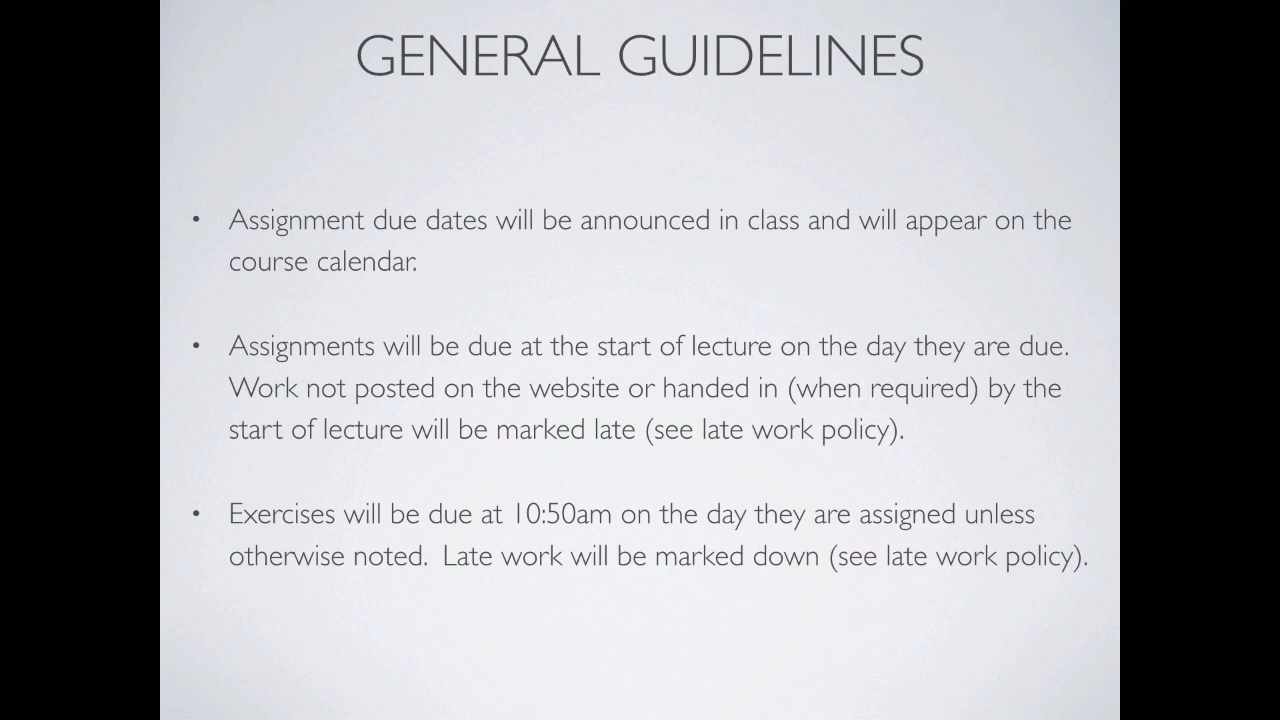 GENERAL GUIDELINES
• Assignment due dates will be announced in class and will appear on the
course calendar.
• Assignments will be due at the start of lecture on the day they are due.
Work not posted on the website or handed in (when required) by the
start of lecture will be marked late (see late work policy).
• Exercises will be due at 10:50am on the day they are assigned unless
otherwise noted.  Late work will be marked down (see late work policy).